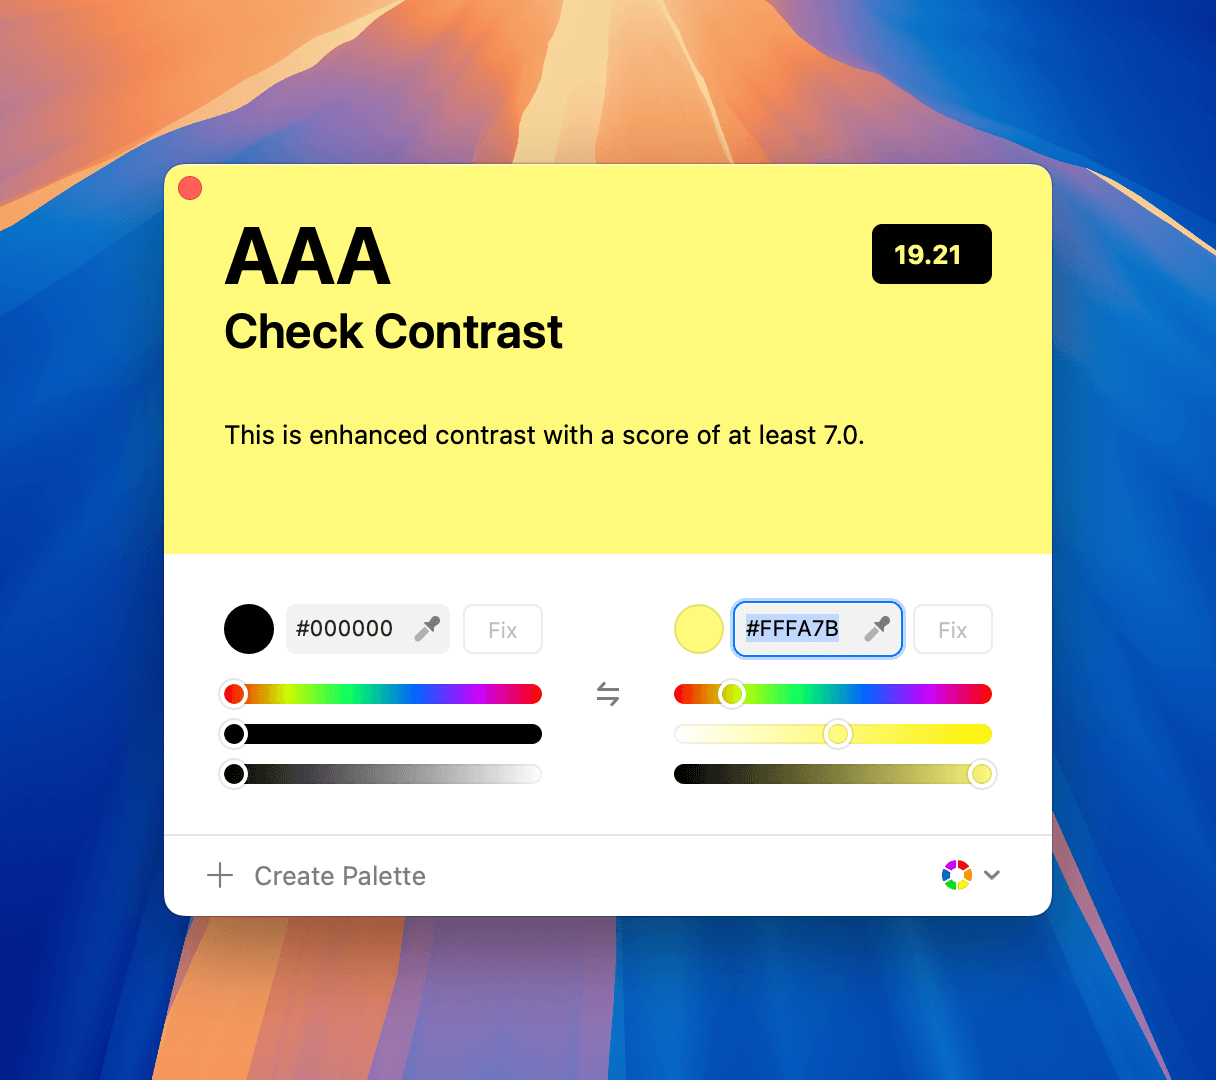 AAA
19.21
Check Contrast
This is enhanced contrast with a score of at least 7.0.
#000000
Fix
#FFFA7B
Fix
Create Palette